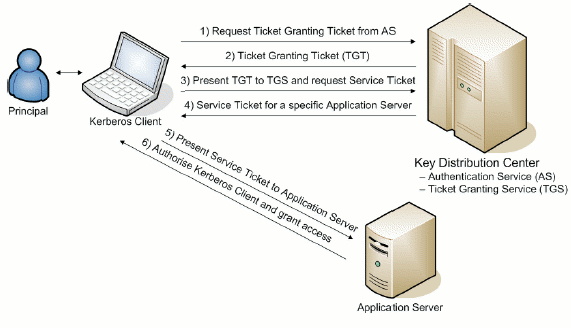 1) Request Ticket Granting Ticket from AS
2) Ticket Granting Ticket (TGT)
3) Present TGT to TGS and request Service Ticket
4) Service Ticket for a specific Application Server
Principal
Kerberos Client
5) Present Service Ticket to Application Server
6) Authorise Kerberos Client and grant access
Key Distribution Center
– Authentication Service (AS)
– Ticket Granting Service (TGS)
Application Server